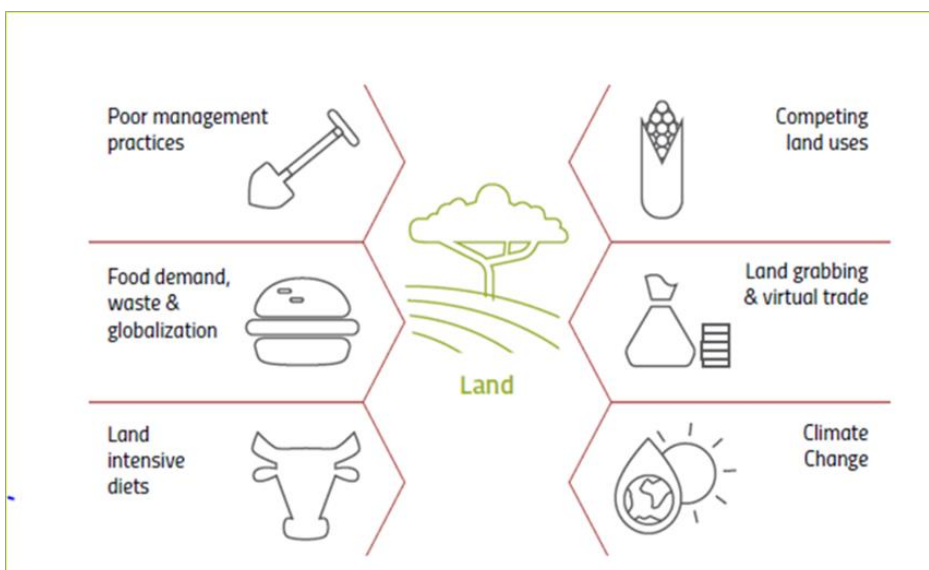 Poor management
practices
Competing
land uses
Food demand,
waste &
globalization
Land grabbing
& virtual trade
Land
Land
intensive
diets
Climate
Change